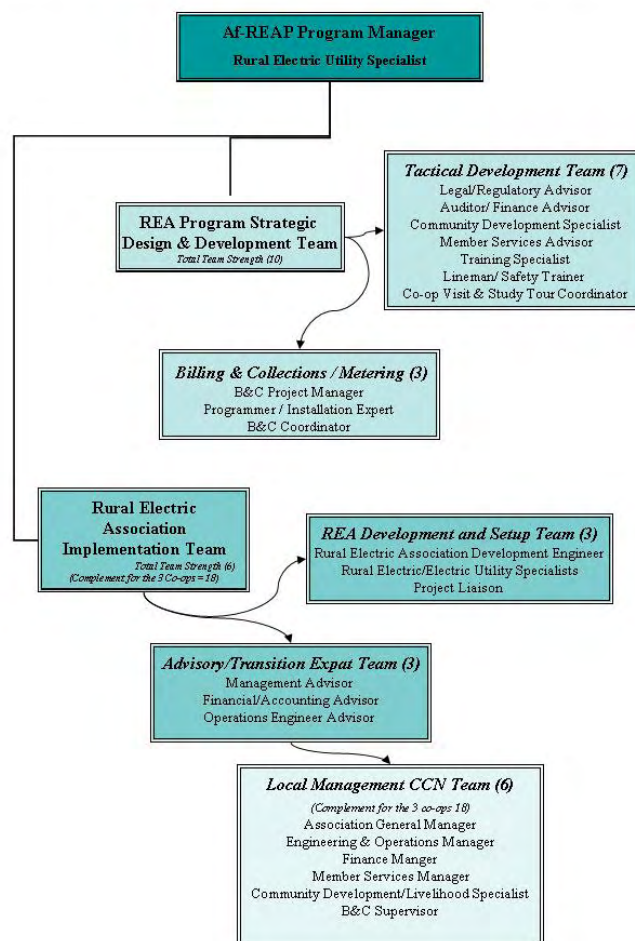 Af-REAP Program Manager
Rural Electric Utility Specialist
REA Program Strategic
Design & Development Team
Total Team Strength (10)
Tactical Development Team (7)
Legal/Regulatory Advisor
Auditor/ Finance Advisor
Community Development Specialist
Member Services Advisor
Training Specialist
Lineman/ Safety Trainer
Co-op Visit & Study Tour Coordinator
Billing & Collections / Metering (3)
B&C Project Manager
Programmer / Installation Expert
B&C Coordinator
Rural Electric
Association
Implementation Team
Total Team Strength (6)
(Complement for the 3 Co-ops = 18)
REA Development and Setup Team (3)
Rural Electric Association Development Engineer
Rural Electric/Electric Utility Specialists
Project Liaison
Advisory/Transition Expat Team (3)
Management Advisor
Financial/Accounting Advisor
Operations Engineer Advisor
Local Management CCN Team (6)
(Complement for the 3 co-ops 18)
Association General Manager
Engineering & Operations Manager
Finance Manger
Member Services Manager
Community Development/Livelihood Specialist
B&C Supervisor